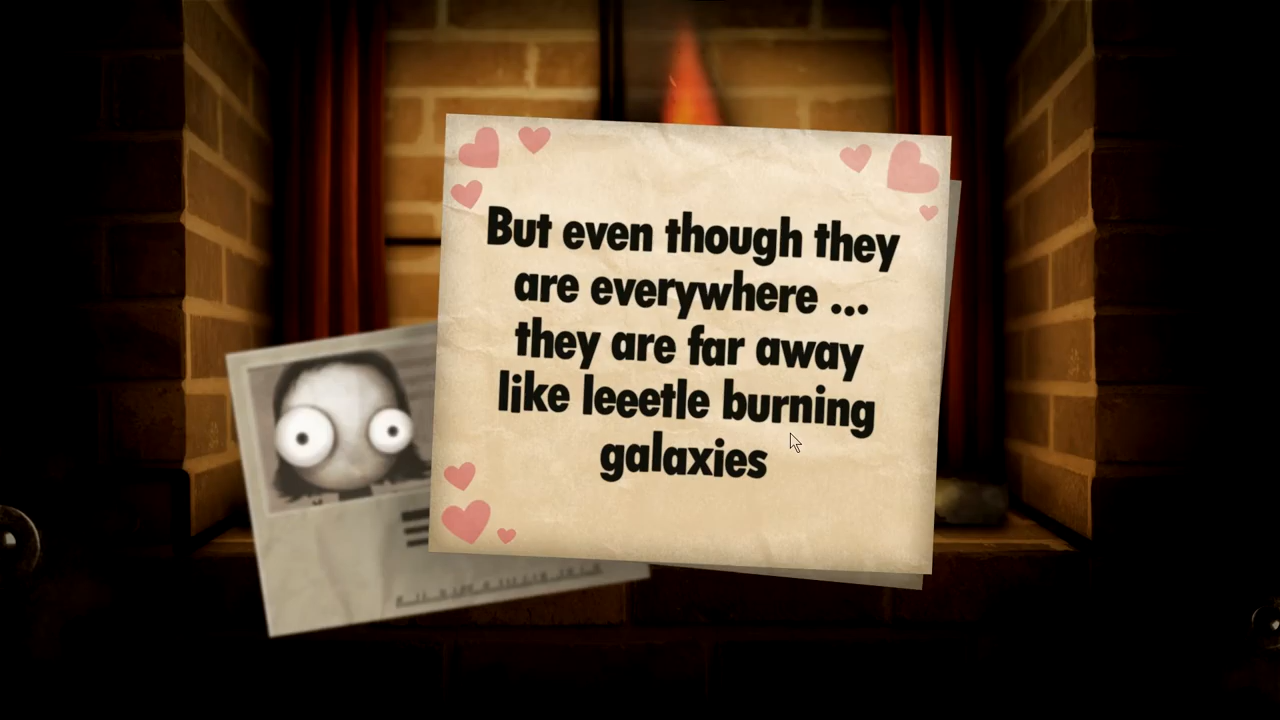 But even though they
are everywhere ...
they are far away
like leeetle burning
galaxies